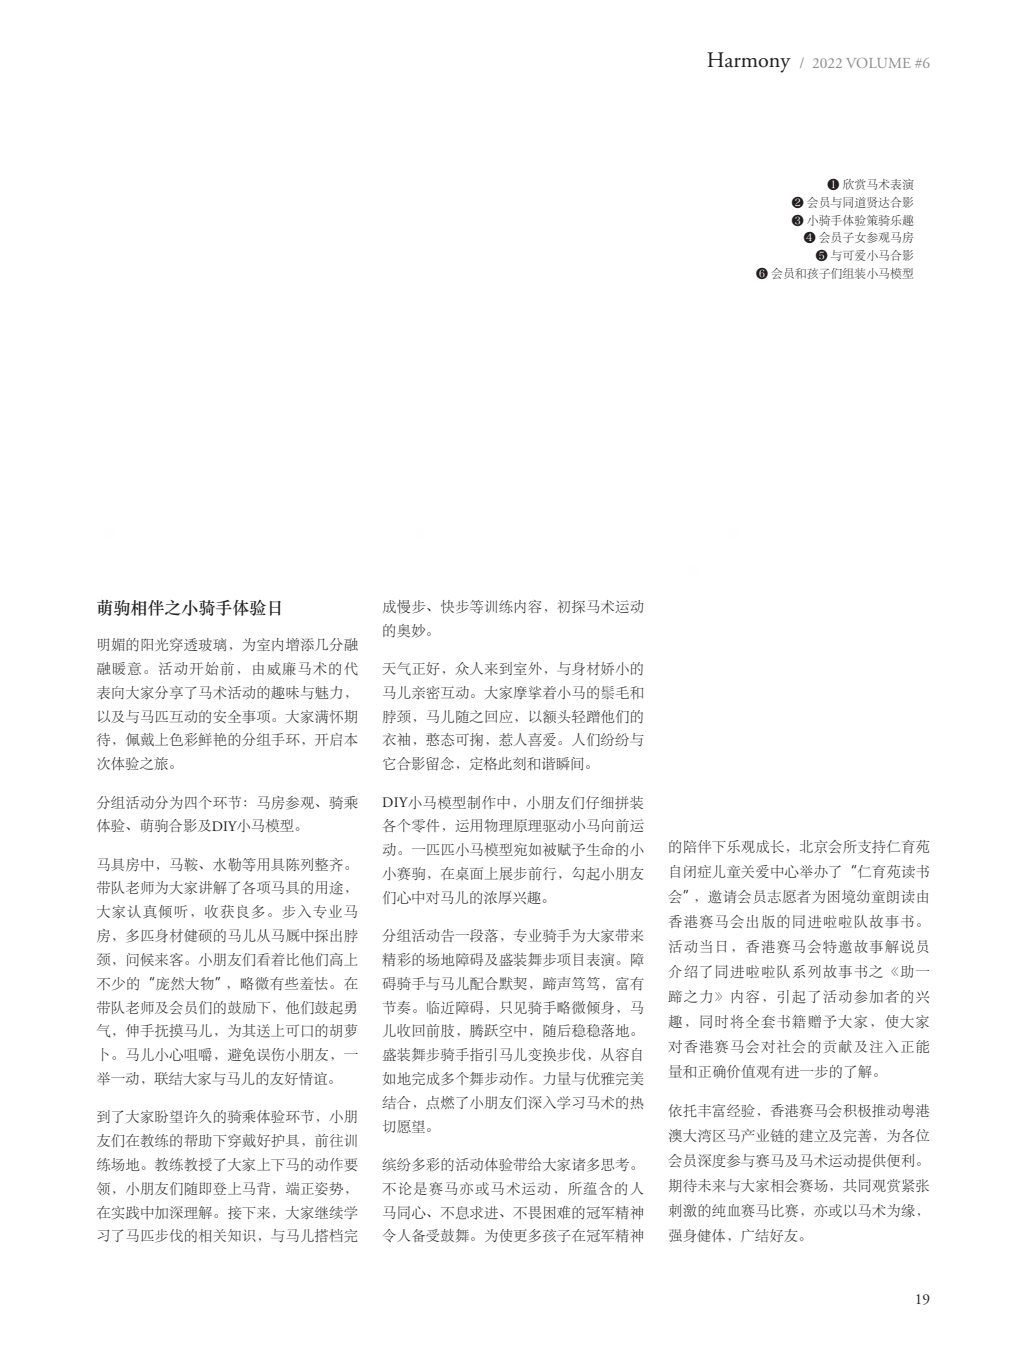 Harmony / 2022 VOLUME #6
❶ 欣赏马术表演
❷ 会员与同道贤达合影
❸ 小骑手体验策骑乐趣
❹ 会员子女参观马房
❺ 与可爱小马合影
❻ 会员和孩子们组装小马模型
萌驹相伴之小骑手体验日
明媚的阳光穿透玻璃，为室内增添几分融
融暖意。活动开始前，由威廉马术的代
表向大家分享了马术活动的趣味与魅力，
以及与马匹互动的安全事项。大家满怀期
待，佩戴上色彩鲜艳的分组手环，开启本
次体验之旅。
分组活动分为四个环节：马房参观、骑乘
体验、萌驹合影及DIY小马模型。
马具房中，马鞍、水勒等用具陈列整齐。
带队老师为大家讲解了各项马具的用途，
大家认真倾听，收获良多。步入专业马
房，多匹身材健硕的马儿从马厩中探出脖
颈，问候来客。小朋友们看着比他们高上
不少的“庞然大物”，略微有些羞怯。在
带队老师及会员们的鼓励下，他们鼓起勇
气，伸手抚摸马儿，为其送上可口的胡萝
卜。马儿小心咀嚼，避免误伤小朋友，一
举一动，联结大家与马儿的友好情谊。
到了大家盼望许久的骑乘体验环节，小朋
友们在教练的帮助下穿戴好护具，前往训
练场地。教练教授了大家上下马的动作要
领，小朋友们随即登上马背，端正姿势，
在实践中加深理解。接下来，大家继续学
习了马匹步伐的相关知识，与马儿搭档完
成慢步、快步等训练内容，初探马术运动
的奥妙。
天气正好，众人来到室外，与身材娇小的
马儿亲密互动。大家摩挲着小马的鬃毛和
脖颈，马儿随之回应，以额头轻蹭他们的
衣袖，憨态可掬，惹人喜爱。人们纷纷与
它合影留念，定格此刻和谐瞬间。
DIY小马模型制作中，小朋友们仔细拼装
各个零件，运用物理原理驱动小马向前运
动。一匹匹小马模型宛如被赋予生命的小
小赛驹，在桌面上展步前行，勾起小朋友
们心中对马儿的浓厚兴趣。
分组活动告一段落，专业骑手为大家带来
精彩的场地障碍及盛装舞步项目表演。障
碍骑手与马儿配合默契，蹄声笃笃，富有
节奏。临近障碍，只见骑手略微倾身，马
儿收回前肢，腾跃空中，随后稳稳落地。
盛装舞步骑手指引马儿变换步伐，从容自
如地完成多个舞步动作。力量与优雅完美
结合，点燃了小朋友们深入学习马术的热
切愿望。
缤纷多彩的活动体验带给大家诸多思考。
不论是赛马亦或马术运动，所蕴含的人
马同心、不息求进、不畏困难的冠军精神
令人备受鼓舞。为使更多孩子在冠军精神
的陪伴下乐观成长，北京会所支持仁育苑
自闭症儿童关爱中心举办了“仁育苑读书
会”，邀请会员志愿者为困境幼童朗读由
香港赛马会出版的同进啦啦队故事书。
活动当日，香港赛马会特邀故事解说员
介绍了同进啦啦队系列故事书之《助一
蹄之力》内容，引起了活动参加者的兴
趣，同时将全套书籍赠予大家，使大家
对香港赛马会对社会的贡献及注入正能
量和正确价值观有进一步的了解。
依托丰富经验，香港赛马会积极推动粤港
澳大湾区马产业链的建立及完善，为各位
会员深度参与赛马及马术运动提供便利。
期待未来与大家相会赛场，共同观赏紧张
刺激的纯血赛马比赛，亦或以马术为缘，
强身健体，广结好友。
19